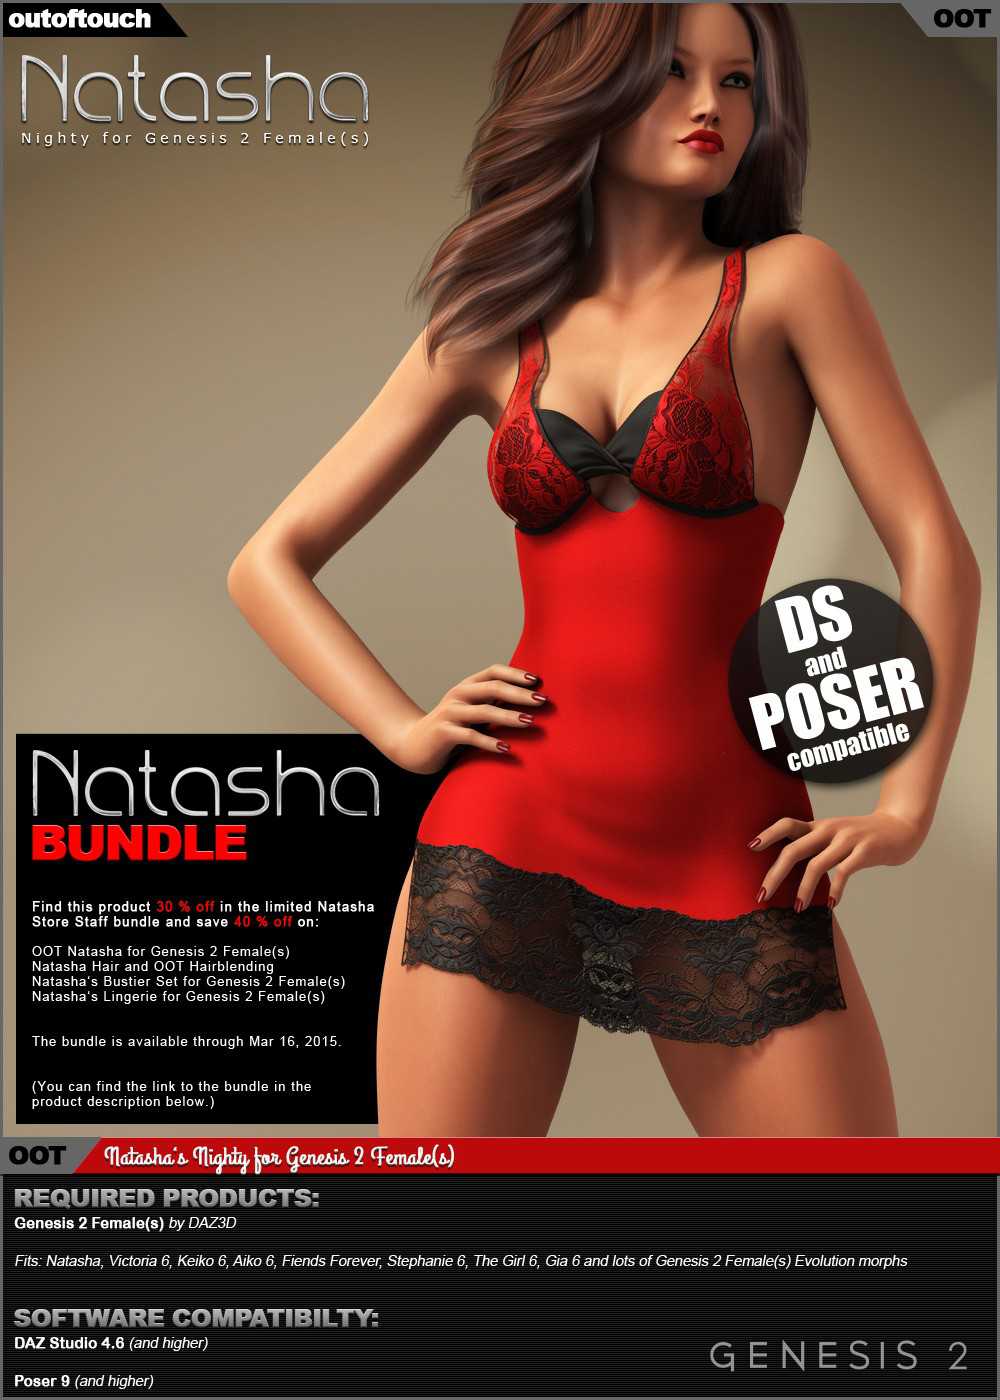 outoftouch
OOT
Natasha
Nighty for Genesis 2 Female(s)
DS
and
POSER
compatible
Natasha
BUNDLE
Find this product 30 % off in the limited Natasha
Store Staff bundle and save 40 % off on:
OOT Natasha for Genesis 2 Female(s)
Natasha Hair and OOT Hairblending
Natasha's Bustier Set for Genesis 2 Female(s)
Natasha's Lingerie for Genesis 2 Female(s)
The bundle is available through Mar 16, 2015.
(You can find the link to the bundle in the
product description below.)
OOT
Natasha's Nighty for Genesis 2 Female(s)
REQUIRED PRODUCTS:
Genesis 2 Female(s) by DAZ3D
Fits: Natasha, Victoria 6, Keiko 6, Aiko 6, Fiends Forever, Stephanie 6, The Girl 6, Gia 6 and lots of Genesis 2 Female(s) Evolution morphs
SOFTWARE COMPATIBILTY:
DAZ Studio 4.6 (and higher)
Poser 9 (and higher)
GENESIS 2